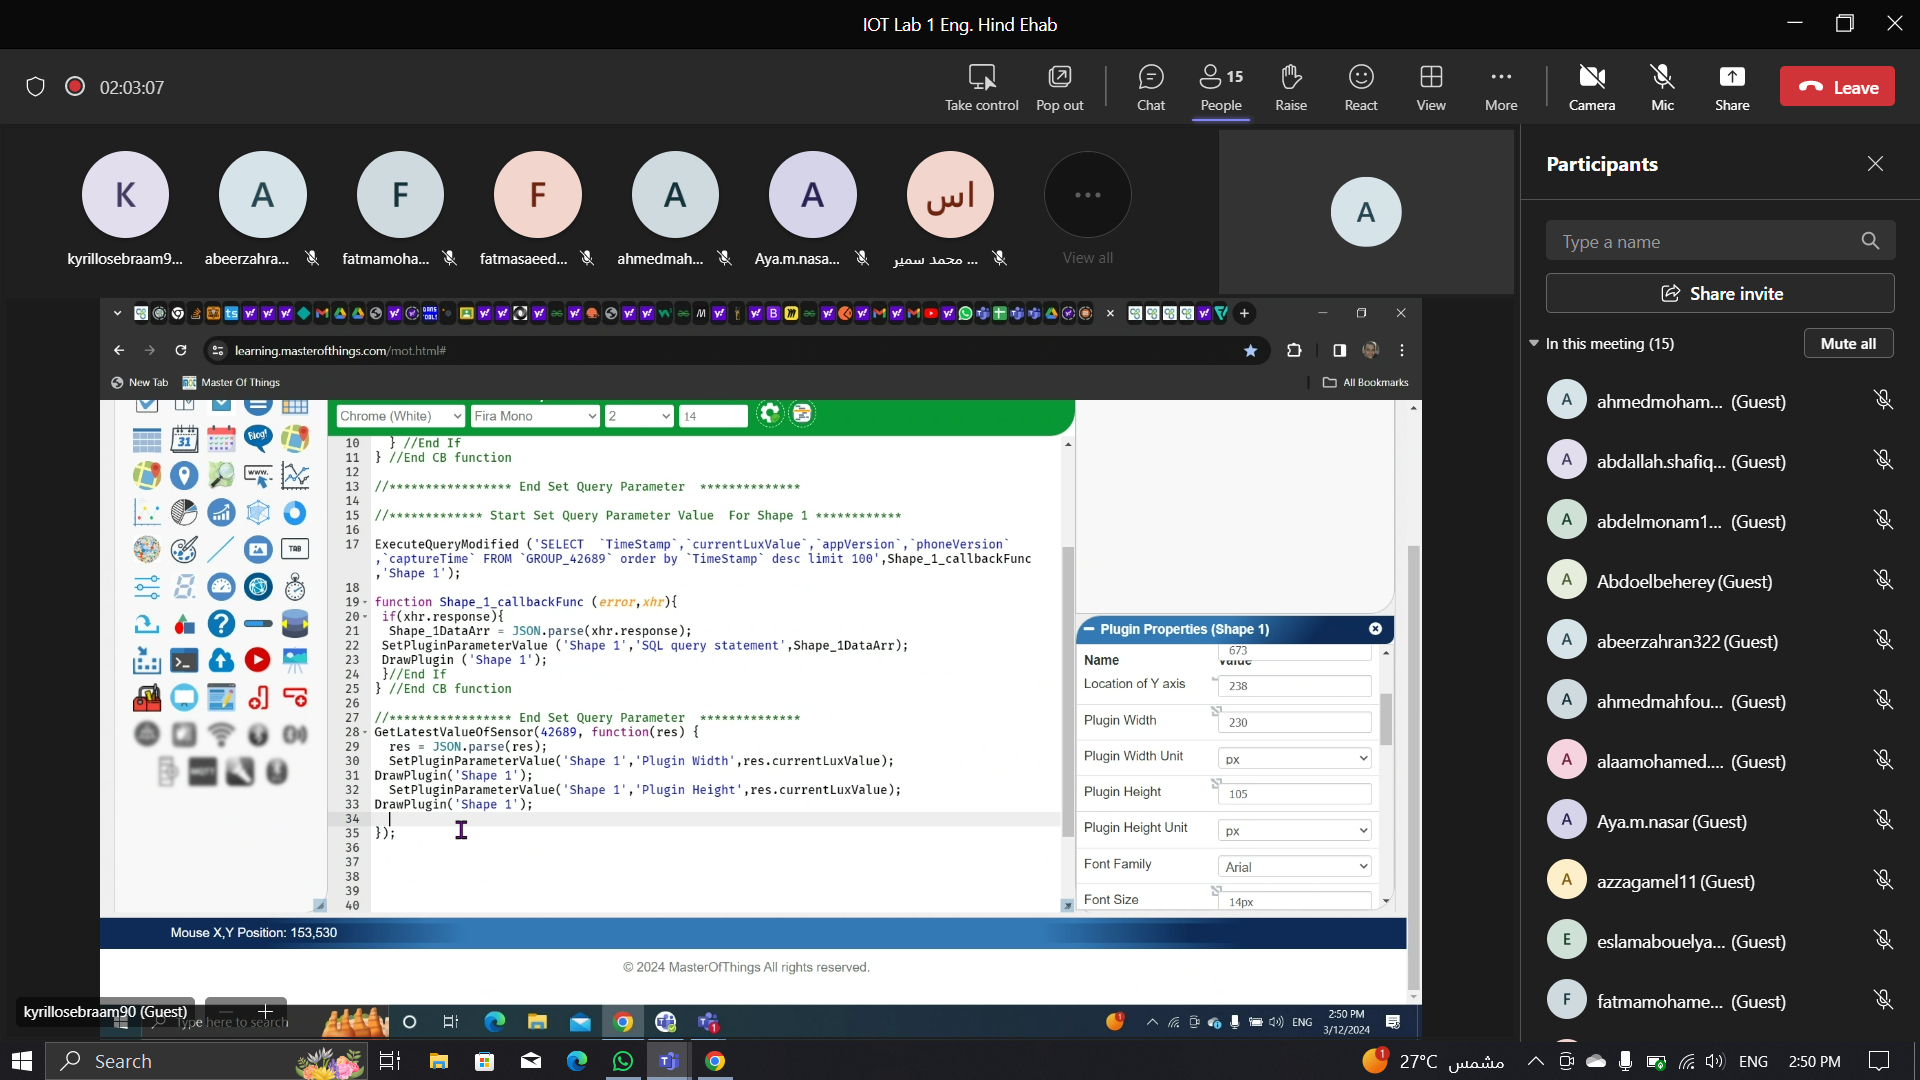 IOT Lab 1 Eng. Hind Ehab
02:03:07
Take control
Pop out
Chat
15
People
Raise
React
View
More
Camera
Mic
Share
Leave
K
A
F
F
A
A
اس
kyrillosebraam9...
abeerzahra...
fatmamoha...
fatmasaeed...
ahmedmah...
Aya.m.nasa...
محمد سمير ...
View all
A
Participants
Type a name
Share invite
In this meeting (15)
Mute all
A ahmedmoham... (Guest)
A abdallah.shafiq... (Guest)
A abdelmonam1... (Guest)
A Abdoelbeherey (Guest)
A abeerzahran322 (Guest)
A ahmedmahfou... (Guest)
A alaamohamed.... (Guest)
A Aya.m.nasar (Guest)
A azzagamel11 (Guest)
E eslamabouelya... (Guest)
F fatmamohame... (Guest)
learning.masterofthings.com/mot.html#
New Tab
Master Of Things
All Bookmarks
Chrome (White)
Fira Mono
2
14
10 } //End If
11 } //End CB function
12
13 //***************** End Set Query Parameter **************
14
15 //************* Start Set Query Parameter Value For Shape 1 ************
16
17 ExecuteQueryModified ('SELECT `TimeStamp`,`currentLuxValue`,`appVersion`,`phoneVersion`
,`captureTime` FROM `GROUP_42689` order by `TimeStamp` desc limit 100',Shape_1_callbackFunc
,'Shape 1');
18
19 function Shape_1_callbackFunc (error,xhr){
20 if(xhr.response){
21 Shape_1DataArr = JSON.parse(xhr.response);
22 SetPluginParameterValue ('Shape 1','SQL query statement',Shape_1DataArr);
23 DrawPlugin ('Shape 1');
24 }//End If
25 } //End CB function
26
27 //***************** End Set Query Parameter **************
28 GetLatestValueOfSensor(42689, function(res) {
29 res = JSON.parse(res);
30 SetPluginParameterValue('Shape 1','Plugin Width',res.currentLuxValue);
31 DrawPlugin('Shape 1');
32 SetPluginParameterValue('Shape 1','Plugin Height',res.currentLuxValue);
33 DrawPlugin('Shape 1');
34
35 });
36
37
38
39
40
Plugin Properties (Shape 1)
Name
Value
673
Location of Y axis 238
Plugin Width 230
Plugin Width Unit px
Plugin Height 105
Plugin Height Unit px
Font Family Arial
Font Size 14px
Mouse X,Y Position: 153,530
© 2024 MasterOfThings All rights reserved.
kyrillosebraam90 (Guest)
Type here to search
ENG
2:50 PM
3/12/2024
Search
27°C مشمس
ENG
2:50 PM